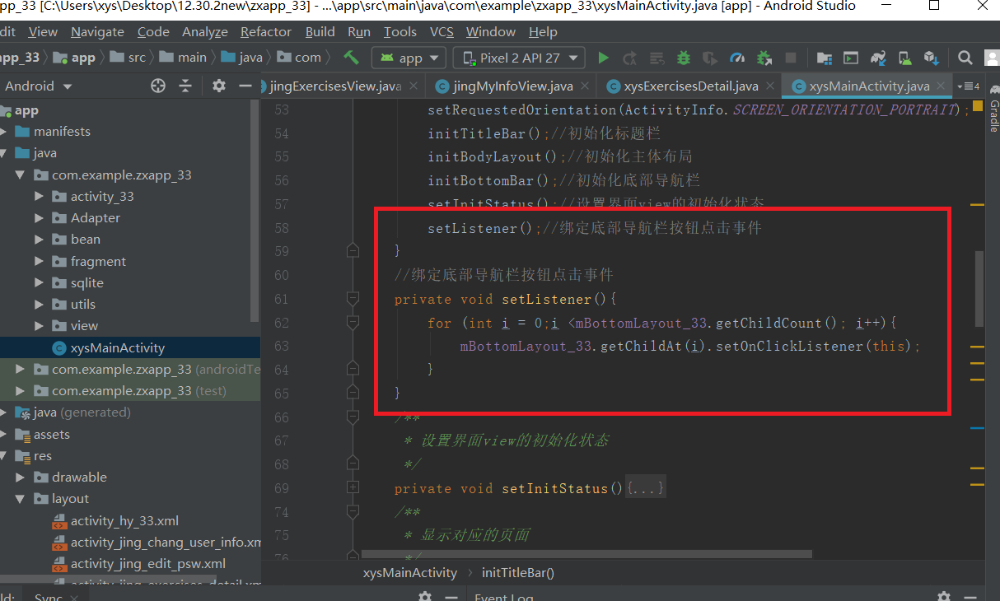 pp_33 [C:\Users\xys\Desktop\12.30.2new\zxapp_33] - ...\app\src\main\java\com\example\zxapp_33\xysMainActivity.java [app] - Android Studio
dit View Navigate Code Analyze Refactor Build Run Tools VCS Window Help
app_33 app src main java com app Pixel 2 API 27
Android
jingExercisesView.java jingMyInfoView.java xysExercisesDetail.java xysMainActivity.java 4
app
manifests
java
com.example.zxapp_33
activity_33
Adapter
bean
fragment
sqlite
utils
view
xysMainActivity
com.example.zxapp_33 (androidTe
com.example.zxapp_33 (test)
java (generated)
assets
res
drawable
layout
activity_hy_33.xml
activity_jing_chang_user_info.xm
activity_jing_edit_psw.xml
activity_jing_exercises_detail.xm
53 setRequestedOrientation(ActivityInfo.SCREEN_ORIENTATION_PORTRAIT);
54 initTitleBar();//初始化标题栏
55 initBodyLayout();//初始化主体布局
56 initBottomBar();//初始化底部导航栏
57 setInitStatus();//设置界面view的初始化状态
58 setListener();//绑定底部导航栏按钮点击事件
59 }
60 //绑定底部导航栏按钮点击事件
61 private void setListener(){
62 for (int i = 0;i <mBottomLayout_33.getChildCount(); i++){
63 mBottomLayout_33.getChildAt(i).setOnClickListener(this);
64 }
65 }
66 /**
67 * 设置界面view的初始化状态
68 */
69 private void setInitStatus(){...}
74 /**
75 * 显示对应的页面
76 */
Gradle
xysMainActivity initTitleBar()
ld: Sync Event Log